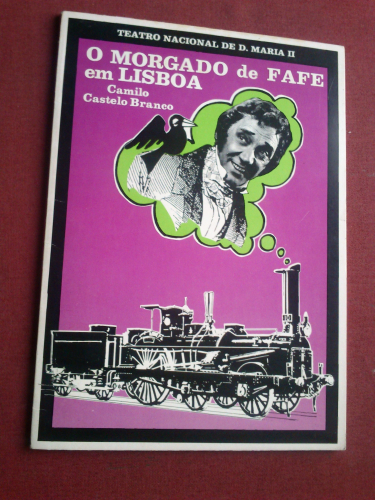 TEATRO NACIONAL DE D. MARIA II
O MORGADO de FAFE
em LISBOA
Camilo
Castelo Branco